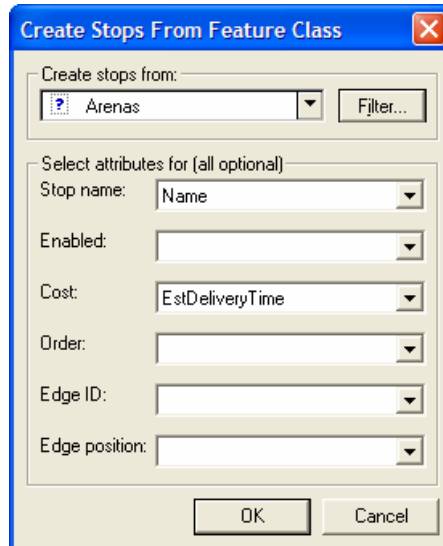 Create Stops From Feature Class
Create stops from:
? Arenas
Filter...
Select attributes for (all optional)
Stop name: Name
Enabled:
Cost: EstDeliveryTime
Order:
Edge ID:
Edge position:
OK Cancel